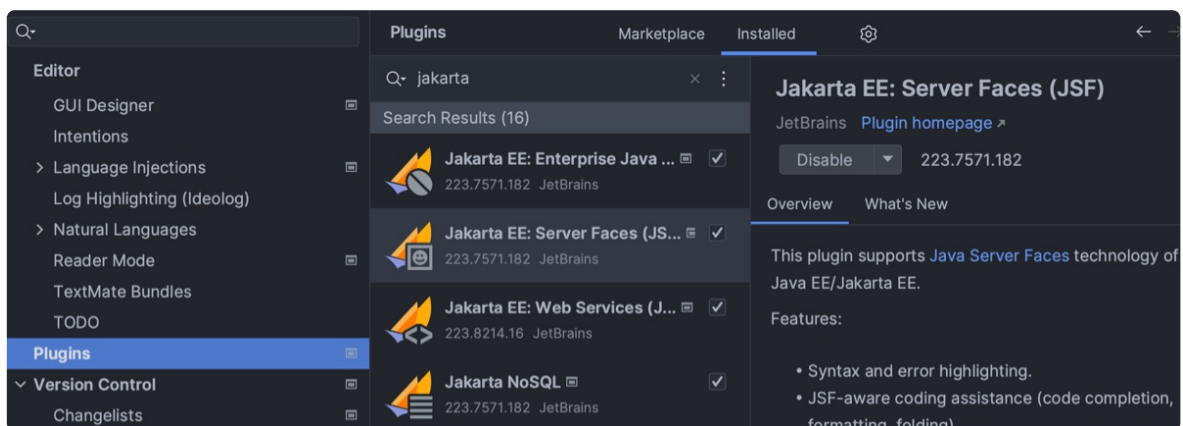 Editor
GUI Designer
Intentions
Language Injections
Log Highlighting (Ideolog)
Natural Languages
Reader Mode
TextMate Bundles
TODO
Plugins
Version Control
Changelists
Plugins
Marketplace
Installed
jakarta
Search Results (16)
Jakarta EE: Enterprise Java ...
223.7571.182 JetBrains
Jakarta EE: Server Faces (JS...
223.7571.182 JetBrains
Jakarta EE: Web Services (J...
223.8214.16 JetBrains
Jakarta NoSQL
223.7571.182 JetBrains
Jakarta EE: Server Faces (JSF)
JetBrains Plugin homepage ↗
Disable 223.7571.182
Overview What's New
This plugin supports Java Server Faces technology of
Java EE/Jakarta EE.
Features:
• Syntax and error highlighting.
• JSF-aware coding assistance (code completion,
formatting, folding)